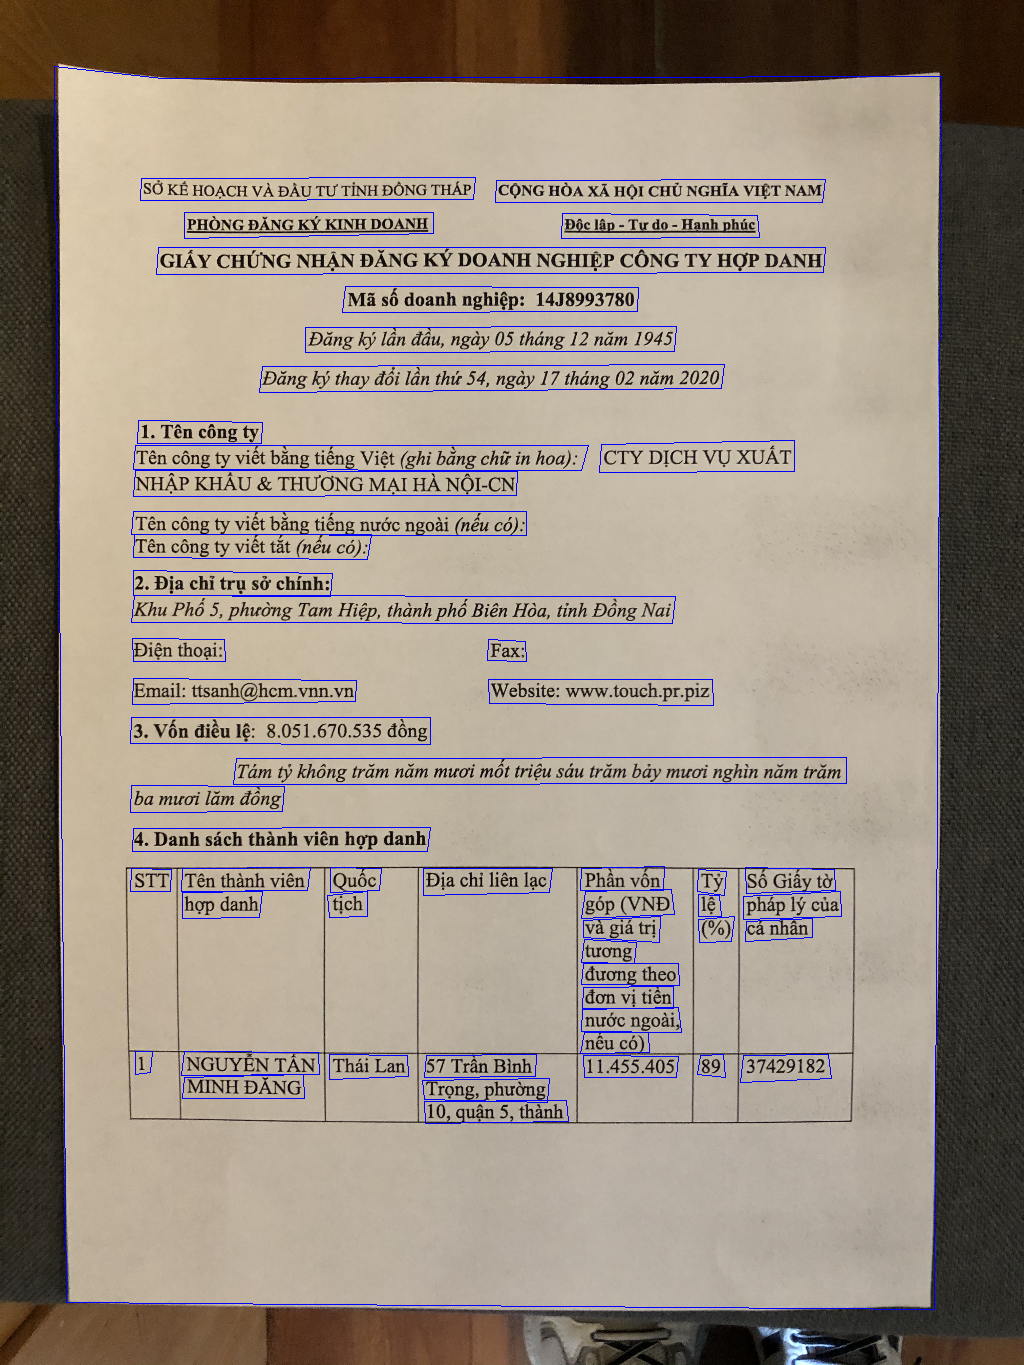 SỞ KẾ HOẠCH VÀ ĐẦU TƯ TỈNH ĐỒNG THÁP
CỘNG HÒA XÃ HỘI CHỦ NGHĨA VIỆT NAM
PHÒNG ĐĂNG KÝ KINH DOANH
Độc lập - Tự do - Hạnh phúc
GIẤY CHỨNG NHẬN ĐĂNG KÝ DOANH NGHIỆP CÔNG TY HỢP DANH
Mã số doanh nghiệp: 14J8993780
Đăng ký lần đầu, ngày 05 tháng 12 năm 1945
Đăng ký thay đổi lần thứ 54, ngày 17 tháng 02 năm 2020
1. Tên công ty
Tên công ty viết bằng tiếng Việt (ghi bằng chữ in hoa): CTY DỊCH VỤ XUẤT
NHẬP KHẨU & THƯƠNG MẠI HÀ NỘI-CN
Tên công ty viết bằng tiếng nước ngoài (nếu có):
Tên công ty viết tắt (nếu có):
2. Địa chỉ trụ sở chính:
Khu Phố 5, phường Tam Hiệp, thành phố Biên Hòa, tỉnh Đồng Nai
Điện thoại: Fax:
Email: ttsanh@hcm.vnn.vn Website: www.touch.pr.piz
3. Vốn điều lệ: 8.051.670.535 đồng
Tám tỷ không trăm năm mươi mốt triệu sáu trăm bảy mươi nghìn năm trăm
ba mươi lăm đồng
4. Danh sách thành viên hợp danh
STT
Tên thành viên
hợp danh
Quốc
tịch
Địa chỉ liên lạc
Phần vốn
góp (VNĐ
và giá trị
tương
đương theo
đơn vị tiền
nước ngoài,
nếu có)
Tỷ
lệ
(%)
Số Giấy tờ
pháp lý của
cá nhân
1
NGUYỄN TẤN
MINH ĐĂNG
Thái Lan
57 Trần Bình
Trọng, phường
10, quận 5, thành
11.455.405
89
37429182